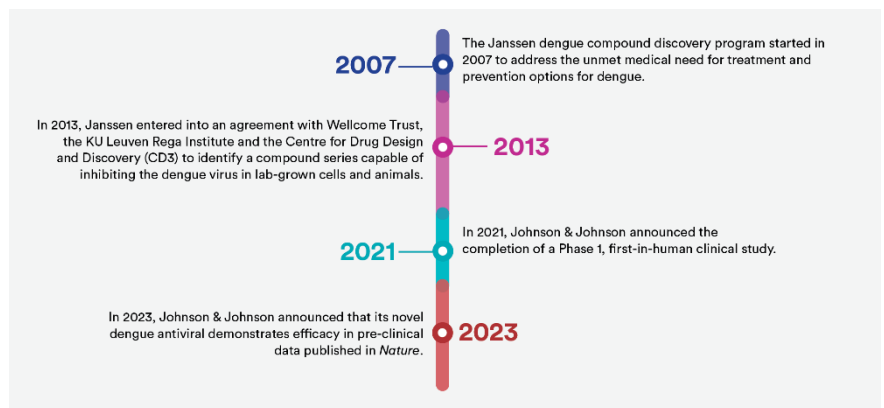 2007
The Janssen dengue compound discovery program started in
2007 to address the unmet medical need for treatment and
prevention options for dengue.
In 2013, Janssen entered into an agreement with Wellcome Trust,
the KU Leuven Rega Institute and the Centre for Drug Design
and Discovery (CD3) to identify a compound series capable of
inhibiting the dengue virus in lab-grown cells and animals.
2013
2021
In 2021, Johnson & Johnson announced the
completion of a Phase 1, first-in-human clinical study.
In 2023, Johnson & Johnson announced that its novel
dengue antiviral demonstrates efficacy in pre-clinical
data published in Nature.
2023